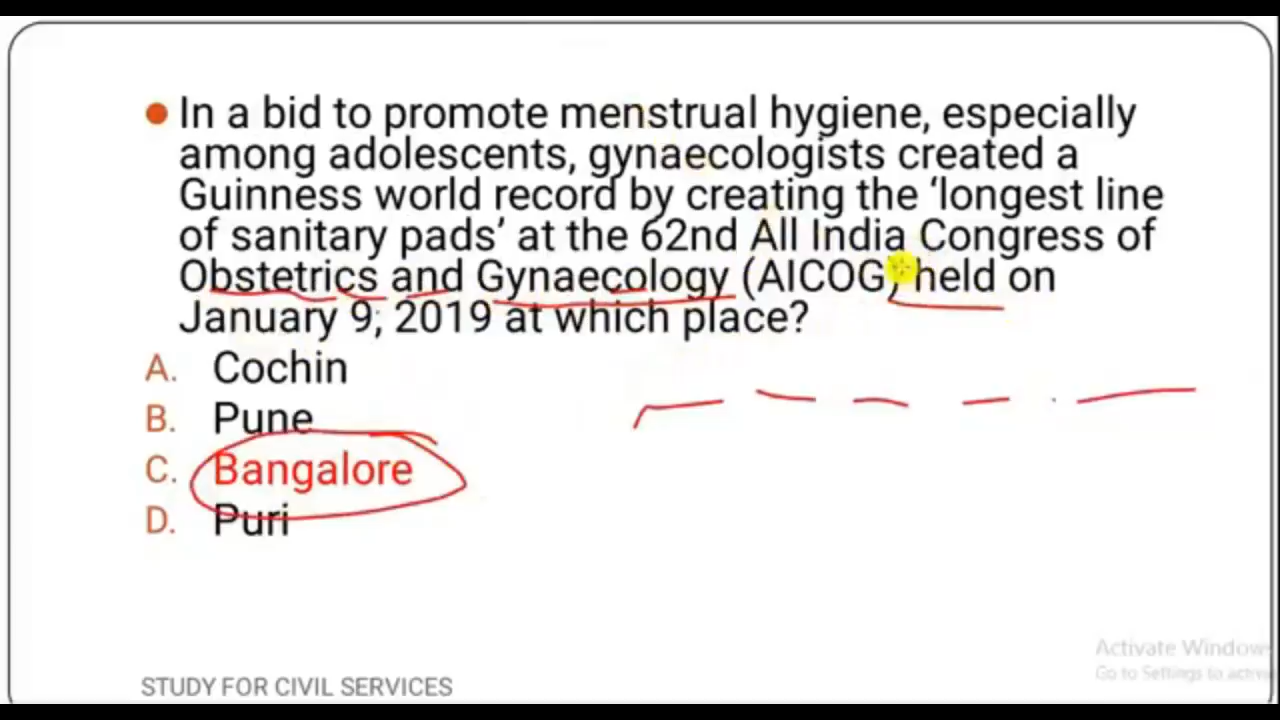 In a bid to promote menstrual hygiene, especially
among adolescents, gynaecologists created a
Guinness world record by creating the ‘longest line
of sanitary pads’ at the 62nd All India Congress of
Obstetrics and Gynaecology (AICOG) held on
January 9, 2019 at which place?
A. Cochin
B. Pune
C. Bangalore
D. Puri
Activate Windows
Go to Settings to activa
STUDY FOR CIVIL SERVICES